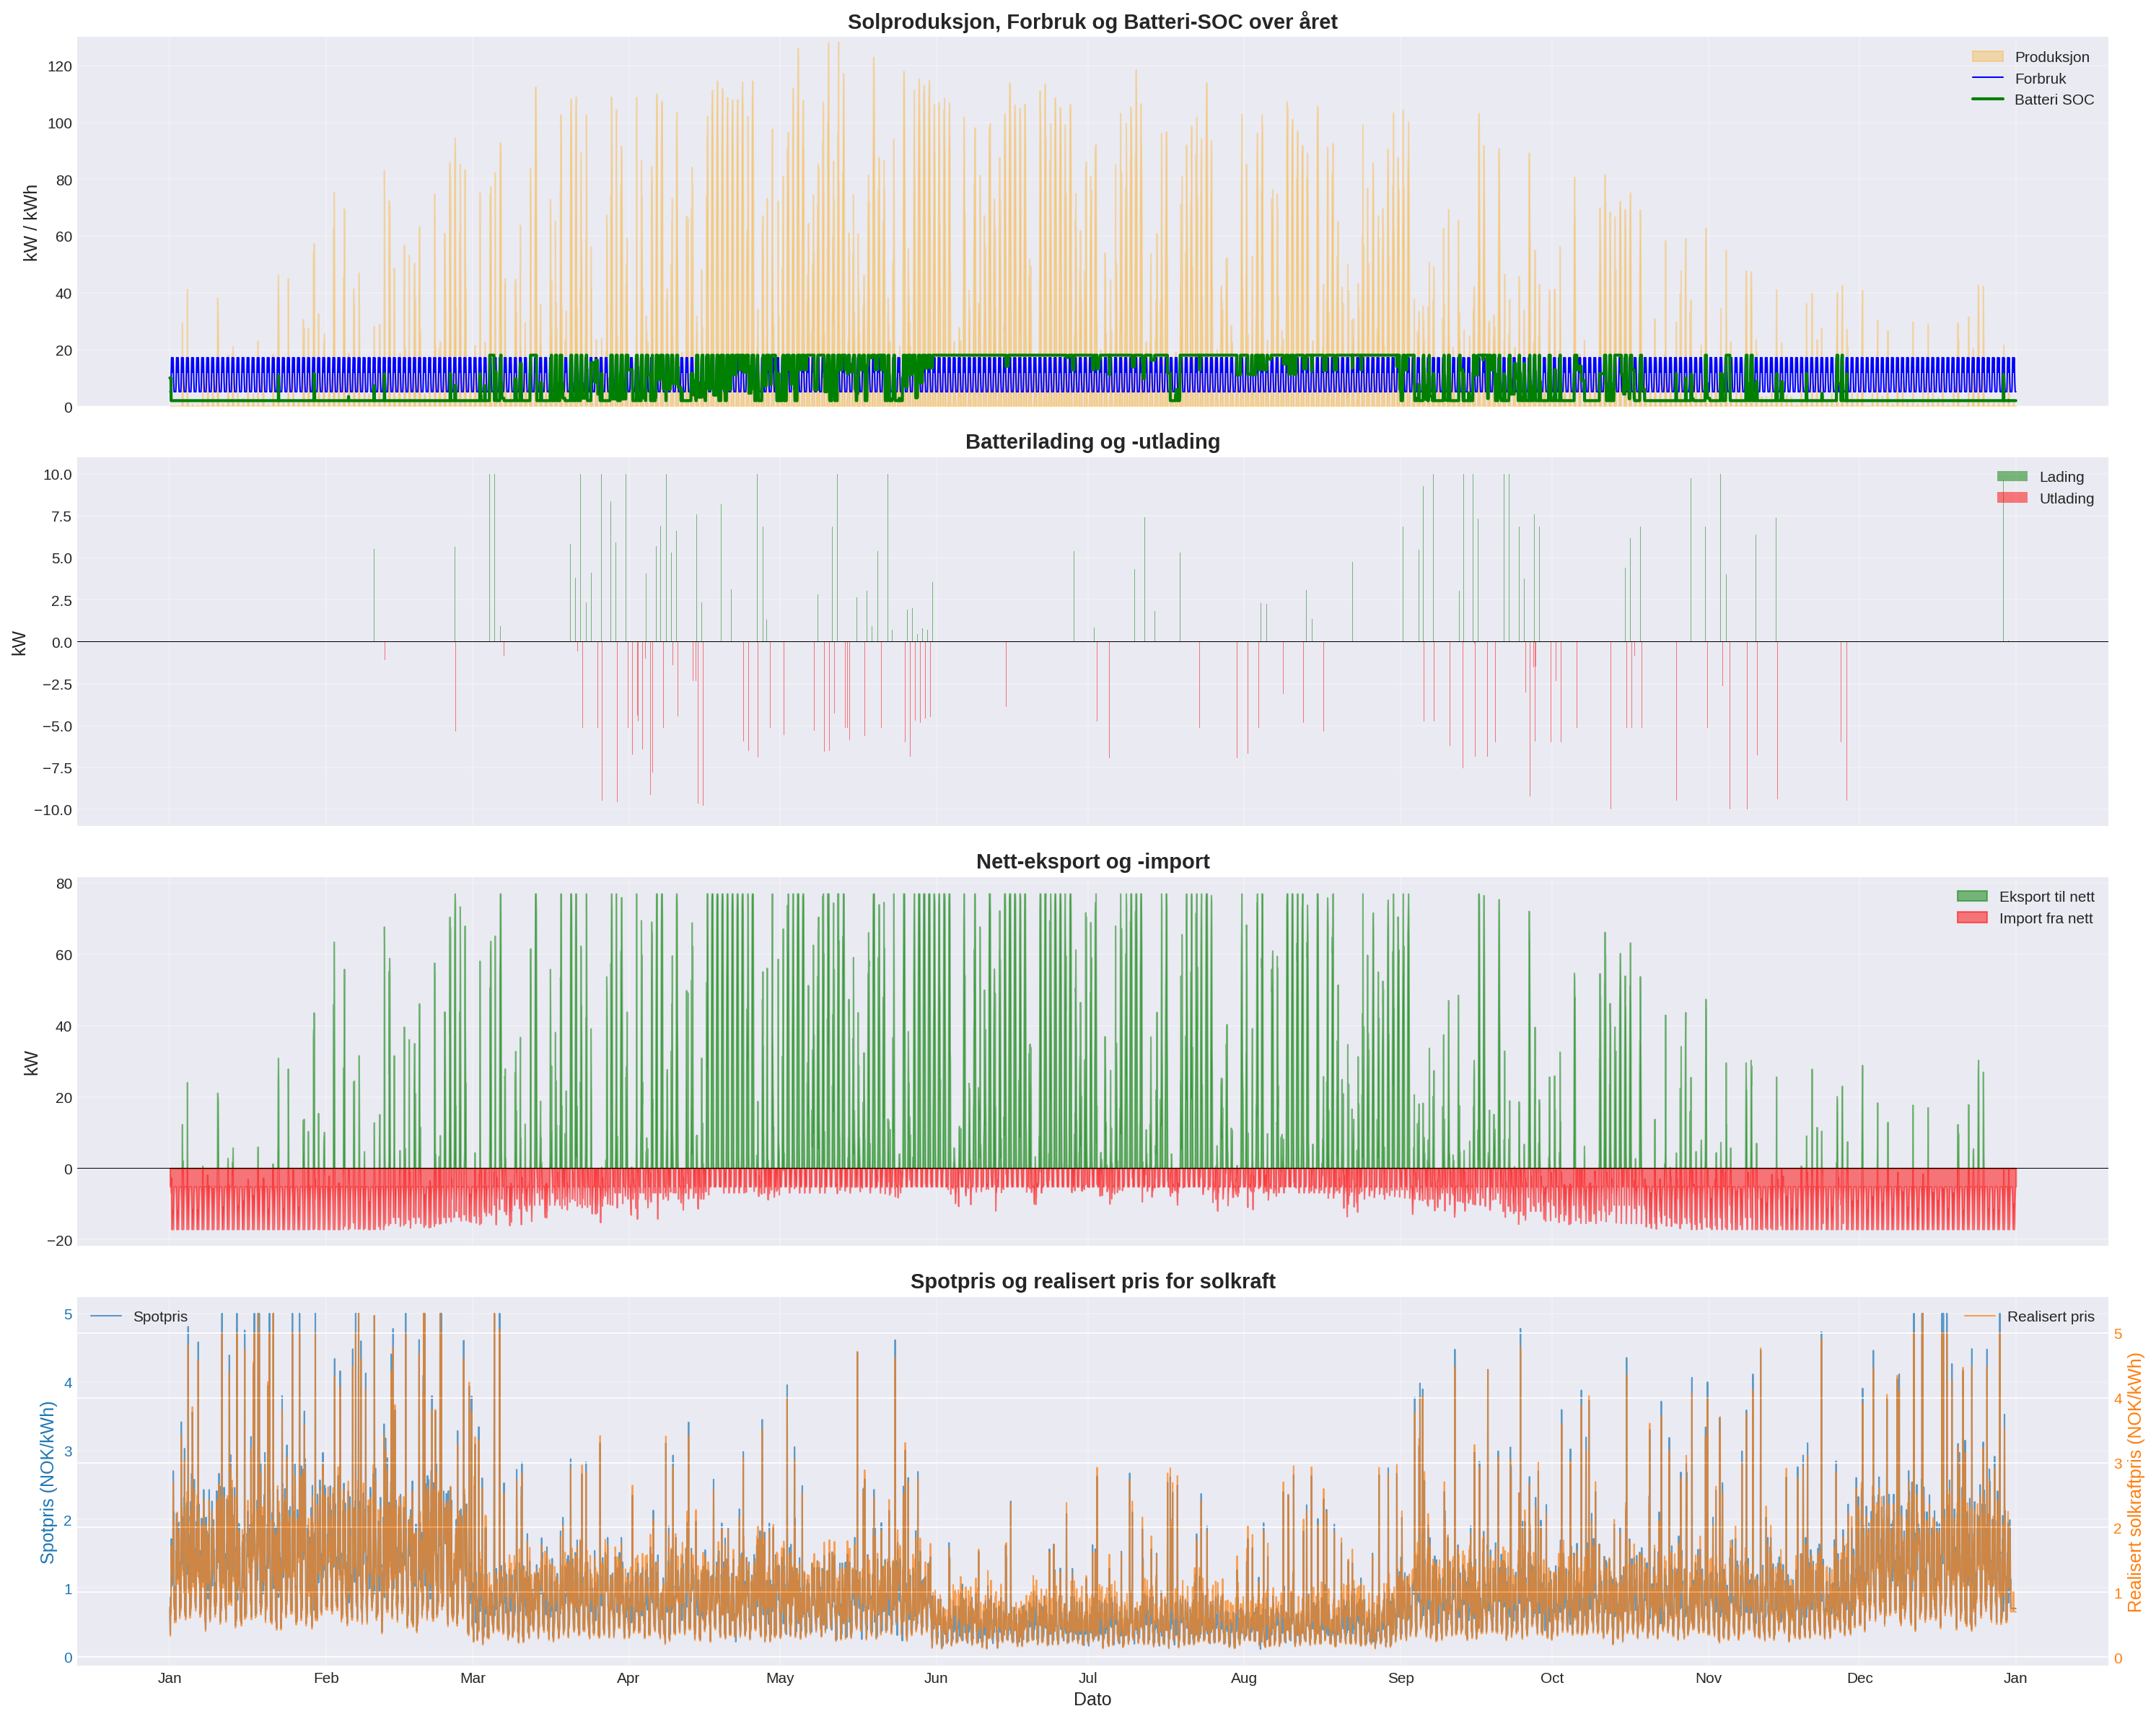 Solproduksjon, Forbruk og Batteri-SOC over året
kW / kWh
120
100
80
60
40
20
0
Produksjon
Forbruk
Batteri SOC
Batterilading og -utlading
kW
10.0
7.5
5.0
2.5
0.0
−2.5
−5.0
−7.5
−10.0
Lading
Utlading
Nett-eksport og -import
kW
80
60
40
20
0
−20
Eksport til nett
Import fra nett
Spotpris og realisert pris for solkraft
Spotpris (NOK/kWh)
5
4
3
2
1
0
Spotpris
Realisert pris
5
4
3
2
1
0
Realisert solkraftpris (NOK/kWh)
Jan Feb Mar Apr May Jun Jul Aug Sep Oct Nov Dec Jan
Dato